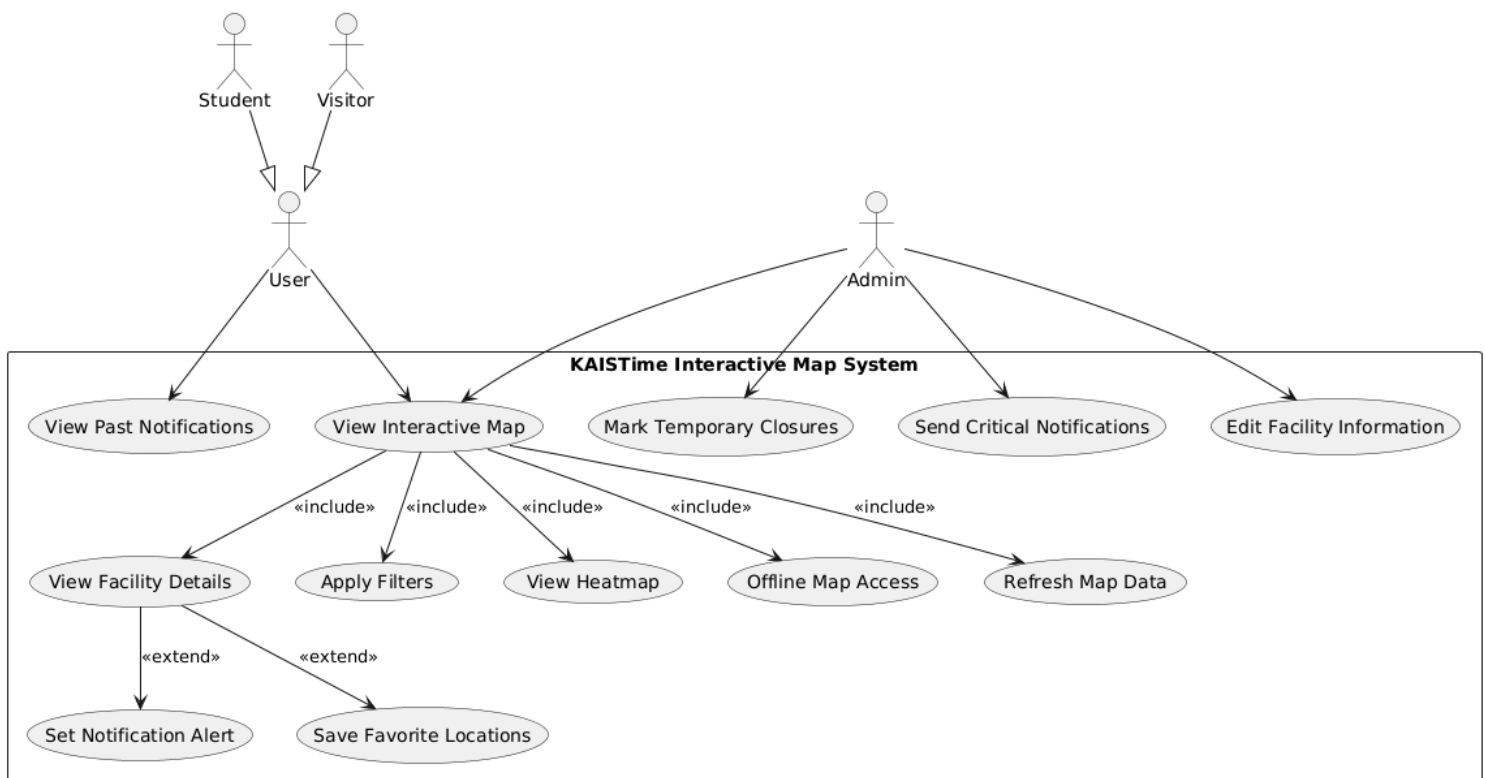 Student
Visitor
User
Admin
KAISTime Interactive Map System
View Past Notifications
View Interactive Map
Mark Temporary Closures
Send Critical Notifications
Edit Facility Information
«include»
«include»
«include»
«include»
«include»
View Facility Details
Apply Filters
View Heatmap
Offline Map Access
Refresh Map Data
«extend»
«extend»
Set Notification Alert
Save Favorite Locations